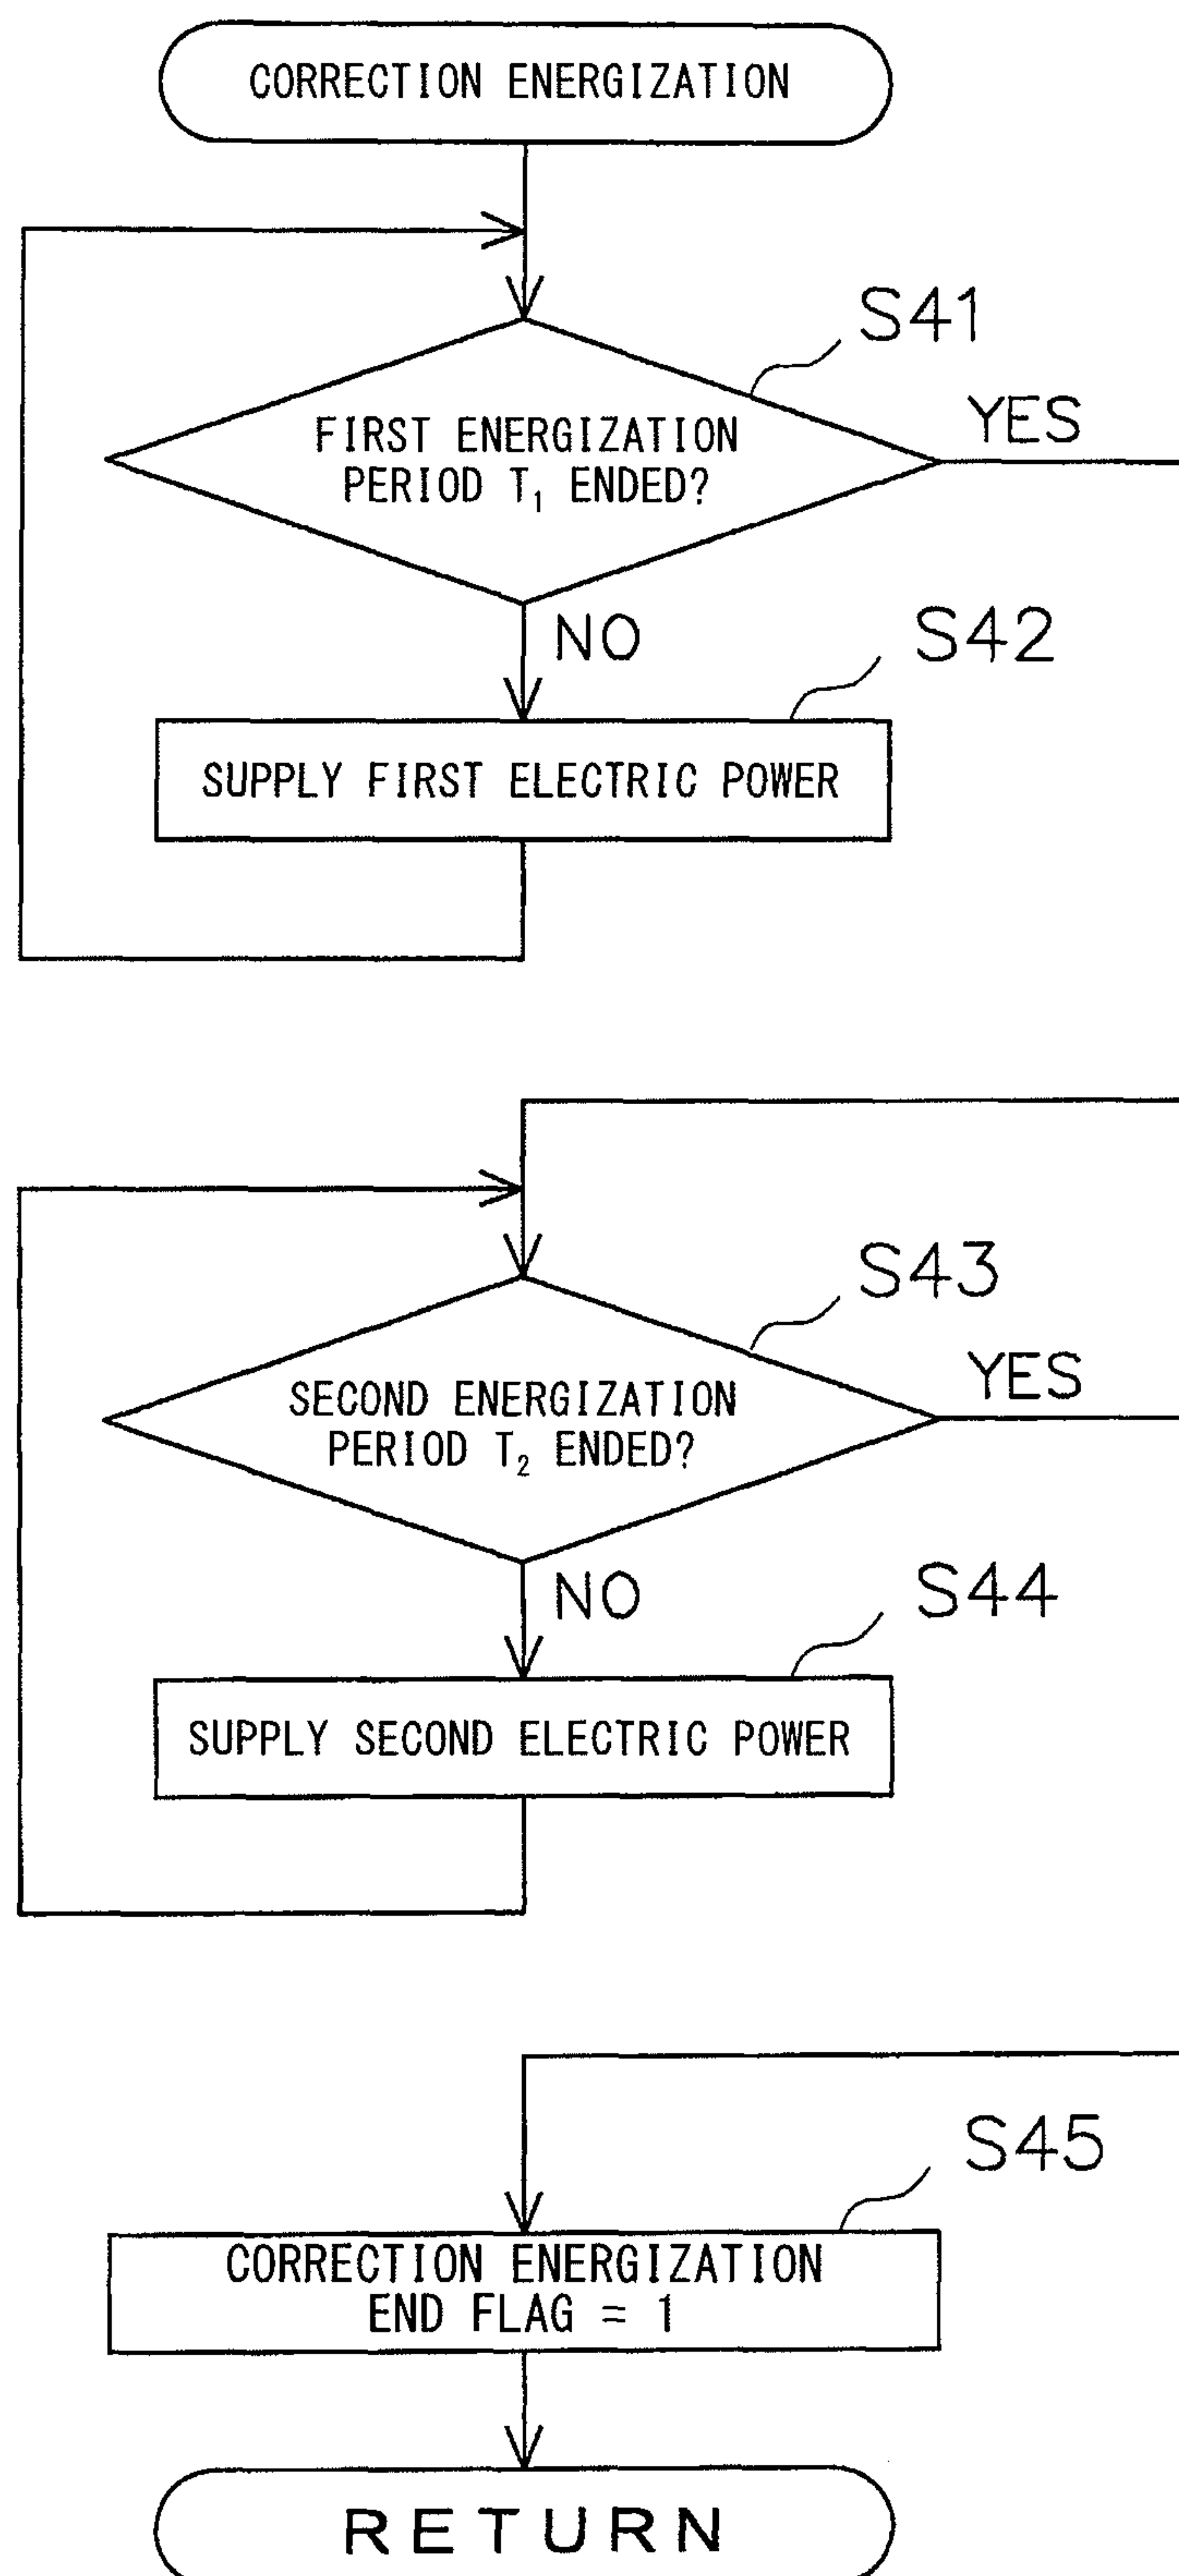 CORRECTION ENERGIZATION
S41
FIRST ENERGIZATION
PERIOD T₁ ENDED?
YES
NO
S42
SUPPLY FIRST ELECTRIC POWER
S43
SECOND ENERGIZATION
PERIOD T₂ ENDED?
YES
NO
S44
SUPPLY SECOND ELECTRIC POWER
S45
CORRECTION ENERGIZATION
END FLAG = 1
RETURN